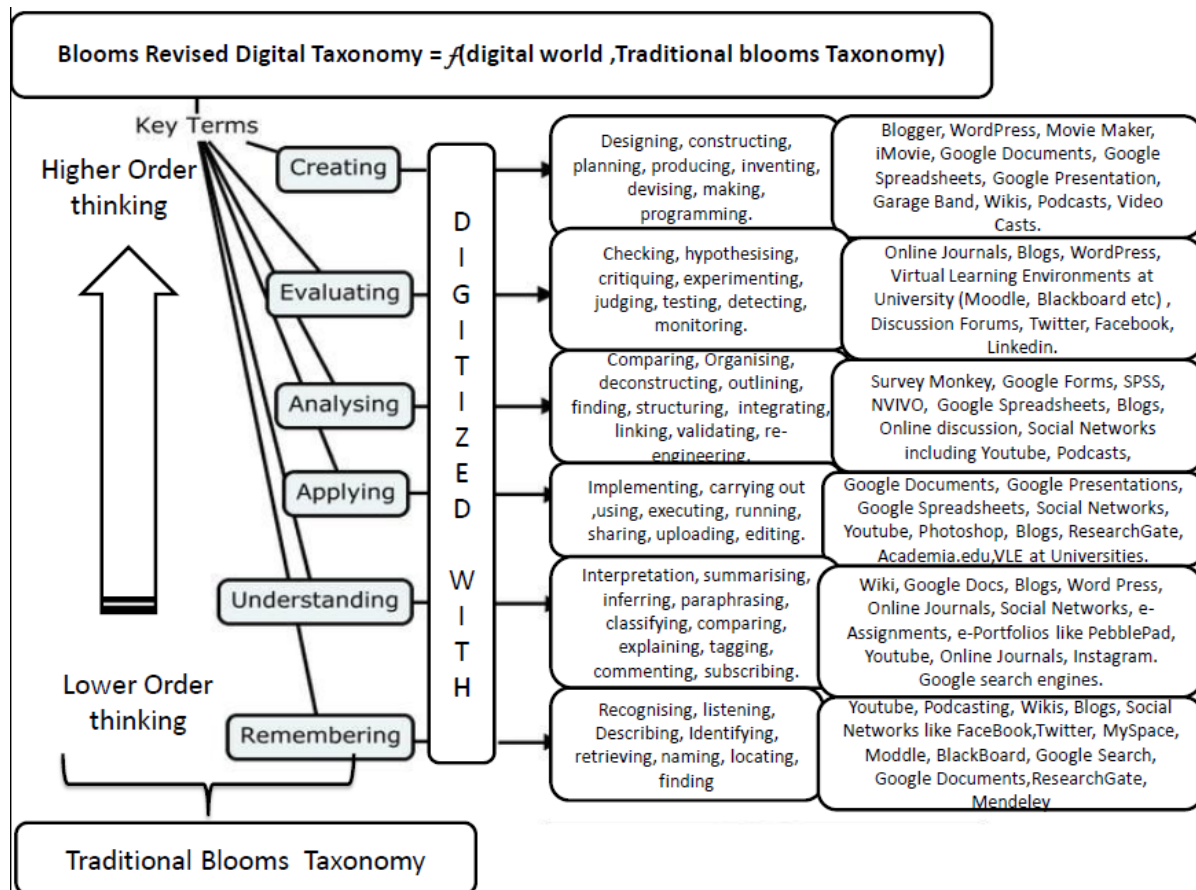 Blooms Revised Digital Taxonomy = f(digital world ,Traditional blooms Taxonomy)
Key Terms
Higher Order
thinking
Lower Order
thinking
Creating
Evaluating
Analysing
Applying
Understanding
Remembering
DIGITIZED WITH
Designing, constructing,
planning, producing, inventing,
devising, making,
programming.
Blogger, WordPress, Movie Maker,
iMovie, Google Documents, Google
Spreadsheets, Google Presentation,
Garage Band, Wikis, Podcasts, Video
Casts.
Checking, hypothesising,
critiquing, experimenting,
judging, testing, detecting,
monitoring.
Online Journals, Blogs, WordPress,
Virtual Learning Environments at
University (Moodle, Blackboard etc) ,
Discussion Forums, Twitter, Facebook,
Linkedin.
Comparing, Organising,
deconstructing, outlining,
finding, structuring, integrating,
linking, validating, re-
engineering.
Survey Monkey, Google Forms, SPSS,
NVIVO, Google Spreadsheets, Blogs,
Online discussion, Social Networks
including Youtube, Podcasts,
Implementing, carrying out
,using, executing, running,
sharing, uploading, editing.
Google Documents, Google Presentations,
Google Spreadsheets, Social Networks,
Youtube, Photoshop, Blogs, ResearchGate,
Academia.edu,VLE at Universities.
Interpretation, summarising,
inferring, paraphrasing,
classifying, comparing,
explaining, tagging,
commenting, subscribing.
Wiki, Google Docs, Blogs, Word Press,
Online Journals, Social Networks, e-
Assignments, e-Portfolios like PebblePad,
Youtube, Online Journals, Instagram.
Google search engines.
Recognising, listening,
Describing, Identifying,
retrieving, naming, locating,
finding
Youtube, Podcasting, Wikis, Blogs, Social
Networks like FaceBook,Twitter, MySpace,
Moddle, BlackBoard, Google Search,
Google Documents,ResearchGate,
Mendeley
Traditional Blooms Taxonomy